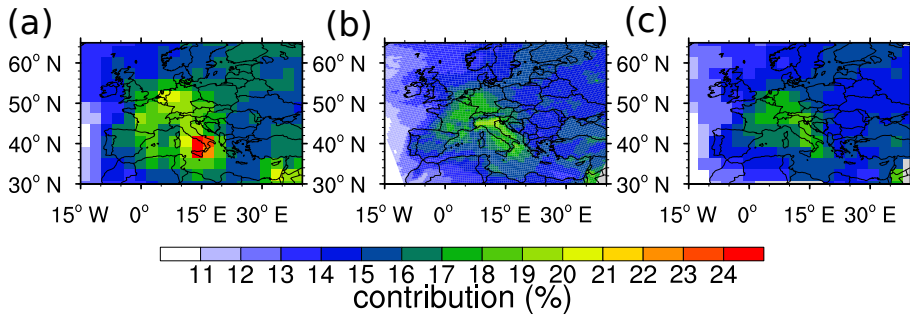 (a) (b) (c)
60° N 60° N 60° N
50° N 50° N 50° N
40° N 40° N 40° N
30° N 30° N 30° N
15° W 0° 15° E 30° E 15° W 0° 15° E 30° E 15° W 0° 15° E 30° E
11 12 13 14 15 16 17 18 19 20 21 22 23 24
contribution (%)